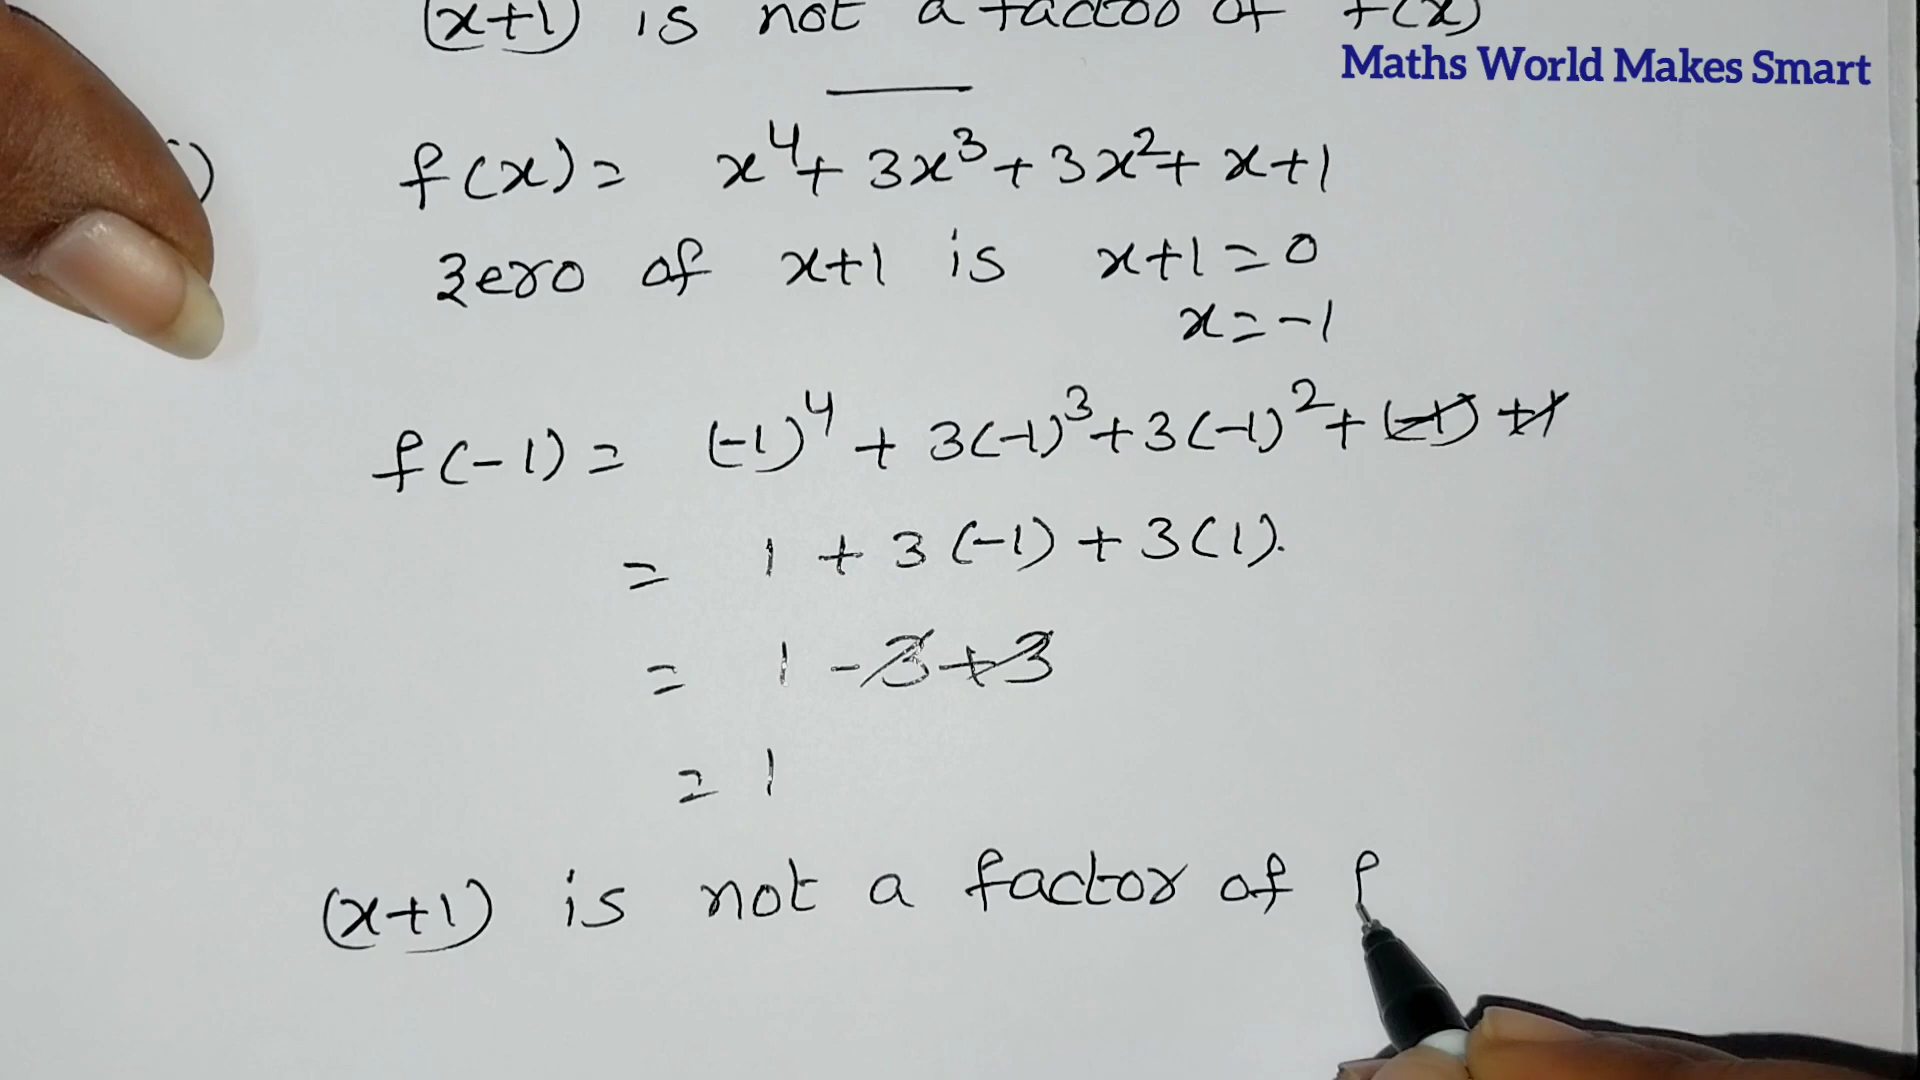 (x+1) is not a factor of f(x)
Maths World Makes Smart
) f(x) = x⁴ + 3x³ + 3x² + x + 1
zero of x+1 is x+1=0
x = -1
f(-1) = (-1)⁴ + 3(-1)³ + 3(-1)² + (-1) + 1
= 1 + 3(-1) + 3(1).
= 1 - 3 + 3
= 1
(x+1) is not a factor of f